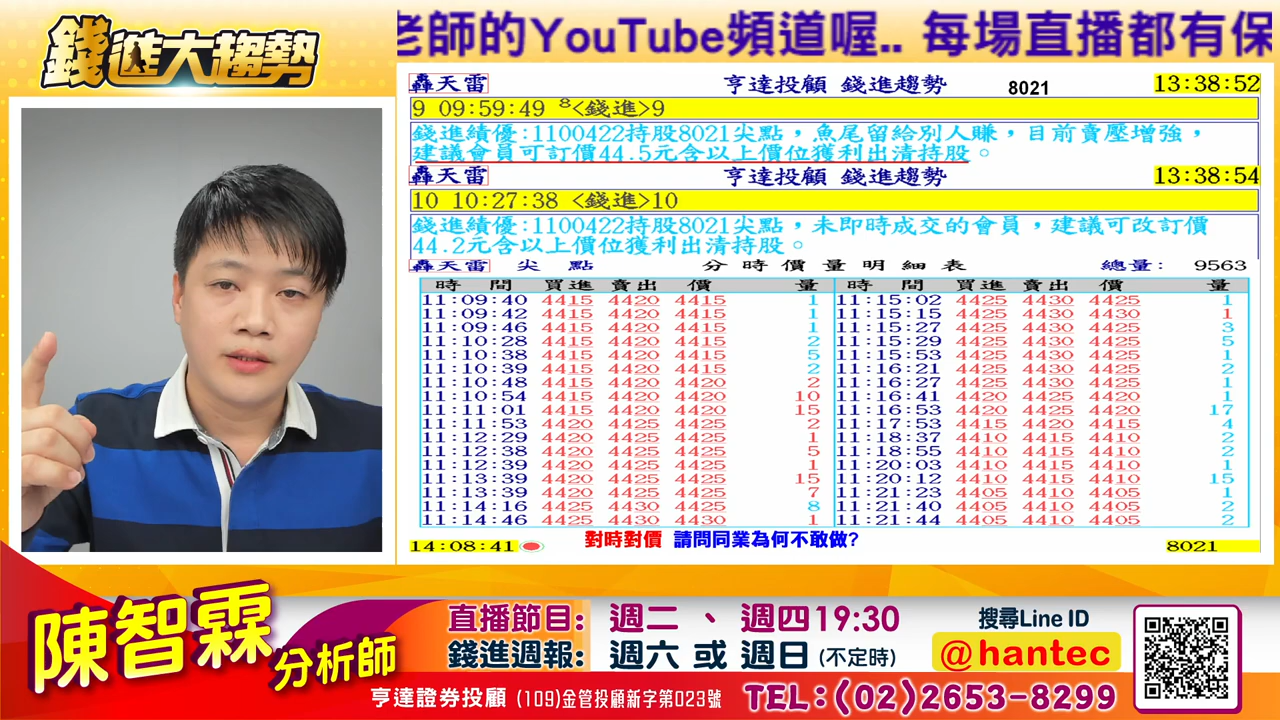 錢進大趨勢
老師的YouTube頻道喔.. 每場直播都有保
轟天雷 亨達投顧 錢進趨勢 8021 13:38:52
9 09:59:49 8<錢進>9
錢進績優:1100422持股8021尖點，魚尾留給別人賺，目前賣壓增強，
建議會員可訂價44.5元含以上價位獲利出清持股。
轟天雷 亨達投顧 錢進趨勢 13:38:54
10 10:27:38 <錢進>10
錢進績優:1100422持股8021尖點，未即時成交的會員，建議可改訂價
44.2元含以上價位獲利出清持股。
轟天雷 尖 點 分時價量明細表 總量: 9563
時 間 買進 賣出 價 量 時 間 買進 賣出 價 量
11:09:40 4415 4420 4415 1 11:15:02 4425 4430 4425 1
11:09:42 4415 4420 4415 1 11:15:15 4425 4430 4430 1
11:09:46 4415 4420 4415 1 11:15:27 4425 4430 4425 3
11:10:28 4415 4420 4415 2 11:15:29 4425 4430 4425 5
11:10:38 4415 4420 4415 5 11:15:53 4425 4430 4425 1
11:10:39 4415 4420 4415 2 11:16:21 4425 4430 4425 2
11:10:48 4415 4420 4420 2 11:16:27 4425 4430 4425 1
11:10:54 4415 4420 4420 10 11:16:41 4420 4425 4420 1
11:11:01 4415 4420 4420 15 11:16:53 4420 4425 4420 17
11:11:53 4420 4425 4425 2 11:17:53 4415 4420 4415 4
11:12:29 4420 4425 4425 1 11:18:37 4410 4415 4410 2
11:12:38 4420 4425 4425 5 11:18:55 4410 4415 4410 2
11:12:39 4420 4425 4425 1 11:20:03 4410 4415 4410 1
11:13:39 4420 4425 4425 15 11:20:12 4410 4415 4410 15
11:13:39 4420 4425 4425 7 11:21:23 4405 4410 4405 1
11:14:16 4425 4430 4425 8 11:21:40 4405 4410 4405 2
11:14:46 4425 4430 4430 1 11:21:44 4405 4410 4405 2
14:08:41 對時對價 請問同業為何不敢做? 8021
陳智霖 分析師
直播節目: 週二 、 週四19:30
錢進週報: 週六 或 週日 (不定時)
搜尋Line ID
@hantec
亨達證券投顧 (109)金管投顧新字第023號 TEL:(02)2653-8299